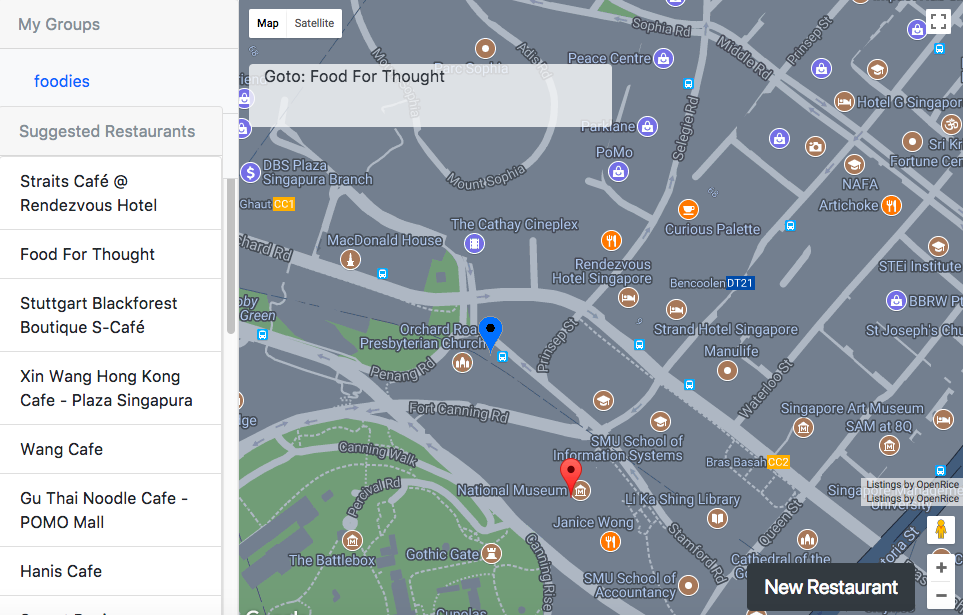 My Groups
foodies
Suggested Restaurants
Straits Café @
Rendezvous Hotel
Food For Thought
Stuttgart Blackforest
Boutique S-Café
Xin Wang Hong Kong
Cafe - Plaza Singapura
Wang Cafe
Gu Thai Noodle Cafe -
POMO Mall
Hanis Cafe
Map
Satellite
Goto: Food For Thought
Sophia Rd
Middle Rd
Prinsep St
Adis Rd
Peace Centre
Parc Sophia
Hotel G Singapor
Parklane
Selegie Rd
PoMo
Sri Kr
Fortune Cen
DBS Plaza
Singapura Branch
Mount Sophia
NAFA
Ghaut CC1
Artichoke
The Cathay Cineplex
Curious Palette
MacDonald House
chard Rd
Rendezvous
Hotel Singapore
STEi Institute
Bencoolen DT21
oby
Green
BBRW Pt
Orchard Roa
Presbyterian Church
Prinsep St
Strand Hotel Singapore
St Joseph's Chu
Manulife
Penang Rd
Waterloo St
Fort Canning Rd
Singapore Art Museum
SAM at 8Q
dge
SMU School of
Information Systems
Canning Walk
Bras Basah CC2
Percival Rd
National Museum
Li Ka Shing Library
Listings by OpenRice
Listings by OpenRice
Janice Wong
Queen St
Stamford Rd
The Battlebox
Gothic Gate
Canning Rise
Cathedral of the
SMU School of
Accountancy
New Restaurant
Cupolas